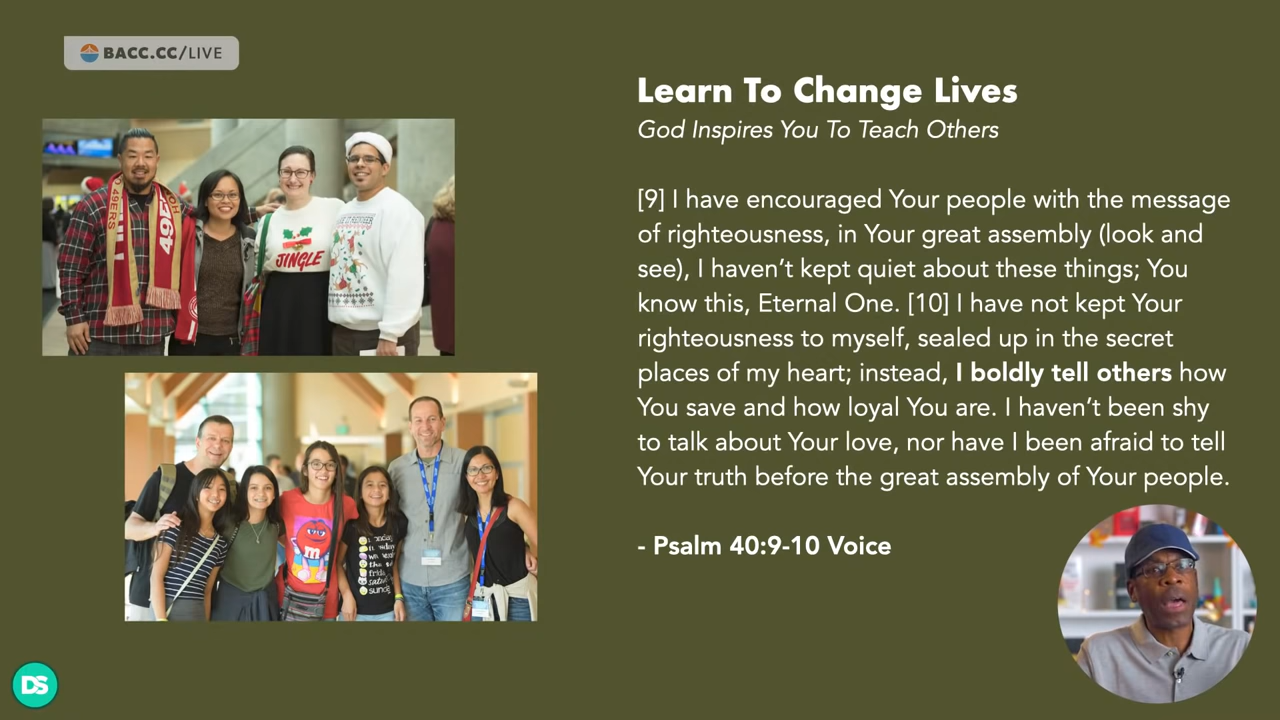 BACC.CC/LIVE
Learn To Change Lives
God Inspires You To Teach Others
[9] I have encouraged Your people with the message
of righteousness, in Your great assembly (look and
see), I haven't kept quiet about these things; You
know this, Eternal One. [10] I have not kept Your
righteousness to myself, sealed up in the secret
places of my heart; instead, I boldly tell others how
You save and how loyal You are. I haven't been shy
to talk about Your love, nor have I been afraid to tell
Your truth before the great assembly of Your people.
- Psalm 40:9-10 Voice
49ERS
JINGLE
m
DS